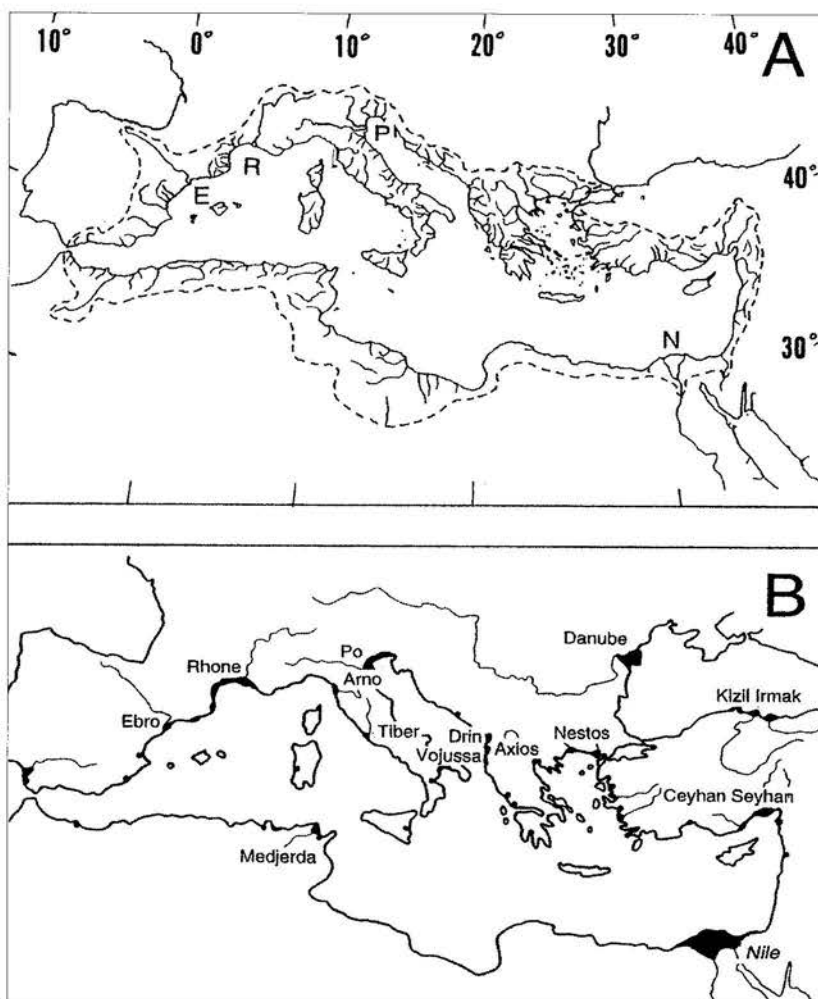 10° 0° 10° 20° 30° 40°
A
P
40°
R
E
N
30°
B
Danube
Po
Rhone
Arno
Kizil Irmak
Ebro
Tiber
Drin
Nestos
Vojussa
Axios
Ceyhan Seyhan
Medjerda
Nile